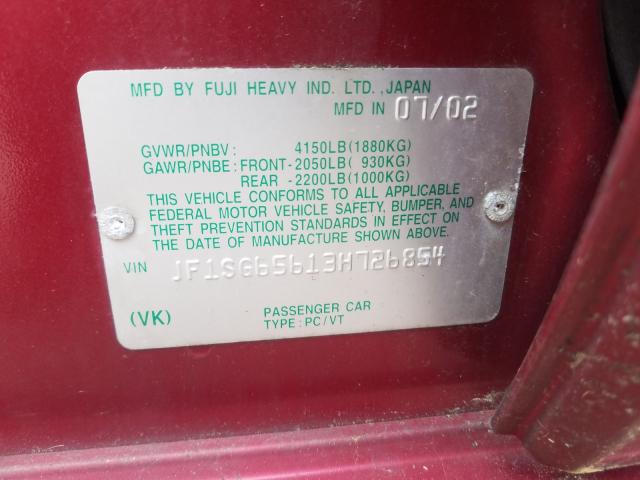 MFD BY FUJI HEAVY IND. LTD., JAPAN
MFD IN 07/02
GVWR/PNBV: 4150LB(1880KG)
GAWR/PNBE: FRONT-2050LB( 930KG)
REAR -2200LB(1000KG)
THIS VEHICLE CONFORMS TO ALL APPLICABLE
FEDERAL MOTOR VEHICLE SAFETY, BUMPER, AND
THEFT PREVENTION STANDARDS IN EFFECT ON
THE DATE OF MANUFACTURE SHOWN ABOVE.
VIN JF1SG65613H726854
(VK) PASSENGER CAR
TYPE:PC/VT